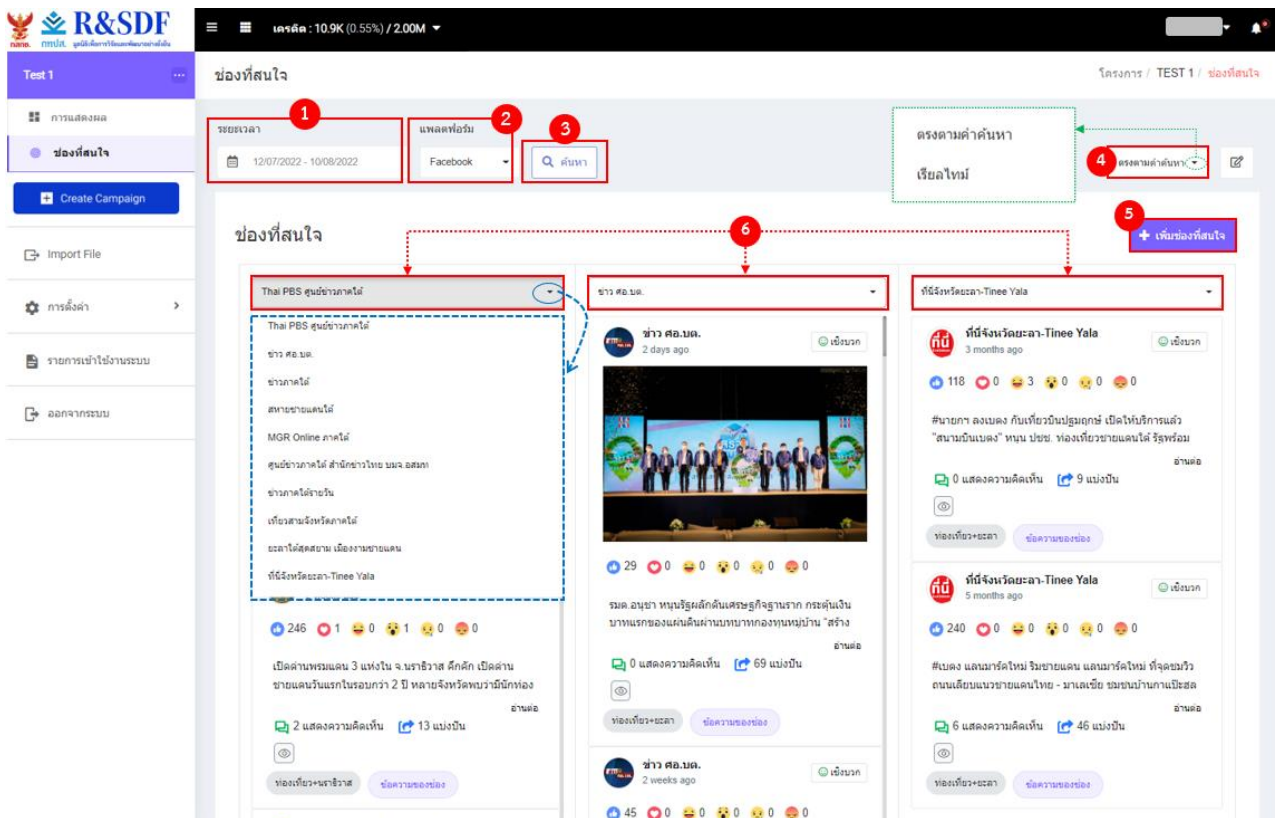 R&SDF
กสทช. กทปส. มูลนิธิเพื่อการวิจัยและพัฒนาอย่างยั่งยืน
เครดิต : 10.9K (0.55%) / 2.00M
Test 1
ช่องที่สนใจ
โครงการ / TEST 1 / ช่องที่สนใจ
การแสดงผล
ช่องที่สนใจ
Create Campaign
Import File
การตั้งค่า
รายการเข้าใช้งานระบบ
ออกจากระบบ
1
2
3
ระยะเวลา
แพลตฟอร์ม
12/07/2022 - 10/08/2022
Facebook
ค้นหา
ตรงตามคำค้นหา
เรียลไทม์
4
ตรงตามคำค้นหา
5
ช่องที่สนใจ
6
เพิ่มช่องที่สนใจ
Thai PBS ศูนย์ข่าวภาคใต้
Thai PBS ศูนย์ข่าวภาคใต้
ข่าว ศอ.บต.
ข่าวภาคใต้
สหายชายแดนใต้
MGR Online ภาคใต้
ศูนย์ข่าวภาคใต้ สำนักข่าวไทย บมจ.อสมท
ข่าวภาคใต้รายวัน
เที่ยวสามจังหวัดภาคใต้
ยะลาใต้สุดสยาม เมืองงามชายแดน
ที่นี่จังหวัดยะลา-Tinee Yala
246 1 0 1 0 0
เปิดด่านพรมแดน 3 แห่งใน จ.นราธิวาส คึกคัก เปิดด่าน
ชายแดนวันแรกในรอบกว่า 2 ปี หลายจังหวัดพบว่ามีนักท่อง
อ่านต่อ
2 แสดงความคิดเห็น 13 แบ่งปัน
ท่องเที่ยว+นราธิวาส ข้อความของช่อง
ข่าว ศอ.บต.
ข่าว ศอ.บต.
2 days ago
เชิงบวก
29 0 0 0 0 0
รมต.อนุชา หนุนรัฐผลักดันเศรษฐกิจฐานราก กระตุ้นเงิน
บาทแรกของแผ่นดินผ่านบทบาทกองทุนหมู่บ้าน "สร้าง
อ่านต่อ
0 แสดงความคิดเห็น 69 แบ่งปัน
ท่องเที่ยว+ยะลา ข้อความของช่อง
ข่าว ศอ.บต.
2 weeks ago
เชิงบวก
45 0 0 0 0 0
ที่นี่จังหวัดยะลา-Tinee Yala
ที่นี่
ที่นี่จังหวัดยะลา-Tinee Yala
3 months ago
เชิงบวก
118 0 3 0 0 0
#นายกฯ ลงเบตง กับเที่ยวบินปฐมฤกษ์ เปิดให้บริการแล้ว
"สนามบินเบตง" หนุน ปชช. ท่องเที่ยวชายแดนใต้ รัฐพร้อม
อ่านต่อ
0 แสดงความคิดเห็น 9 แบ่งปัน
ท่องเที่ยว+ยะลา ข้อความของช่อง
ที่นี่
ที่นี่จังหวัดยะลา-Tinee Yala
5 months ago
เชิงบวก
240 0 0 0 0 0
#เบตง แลนมาร์คใหม่ ริมชายแดน แลนมาร์คใหม่ ที่จุดชมวิว
ถนนเลียบแนวชายแดนไทย - มาเลเซีย ชุมชนบ้านกาแป๊ะฮูลู
อ่านต่อ
6 แสดงความคิดเห็น 46 แบ่งปัน
ท่องเที่ยว+ยะลา ข้อความของช่อง